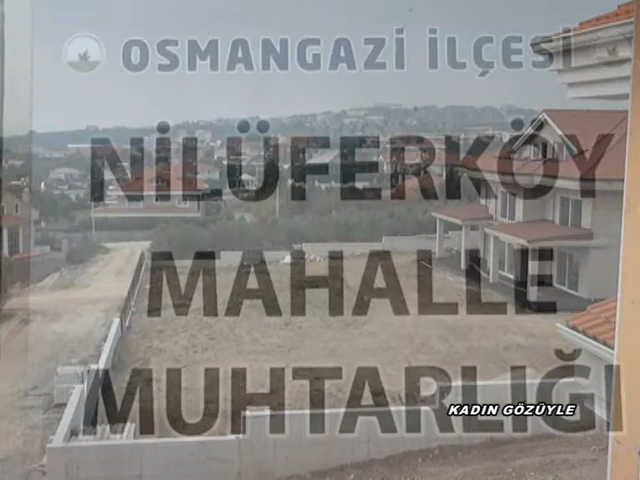 OSMANGAZİ İLÇESİ
NİLÜFERKÖY
MAHALLE
MUHTARLIĞI
KADIN GÖZÜYLE